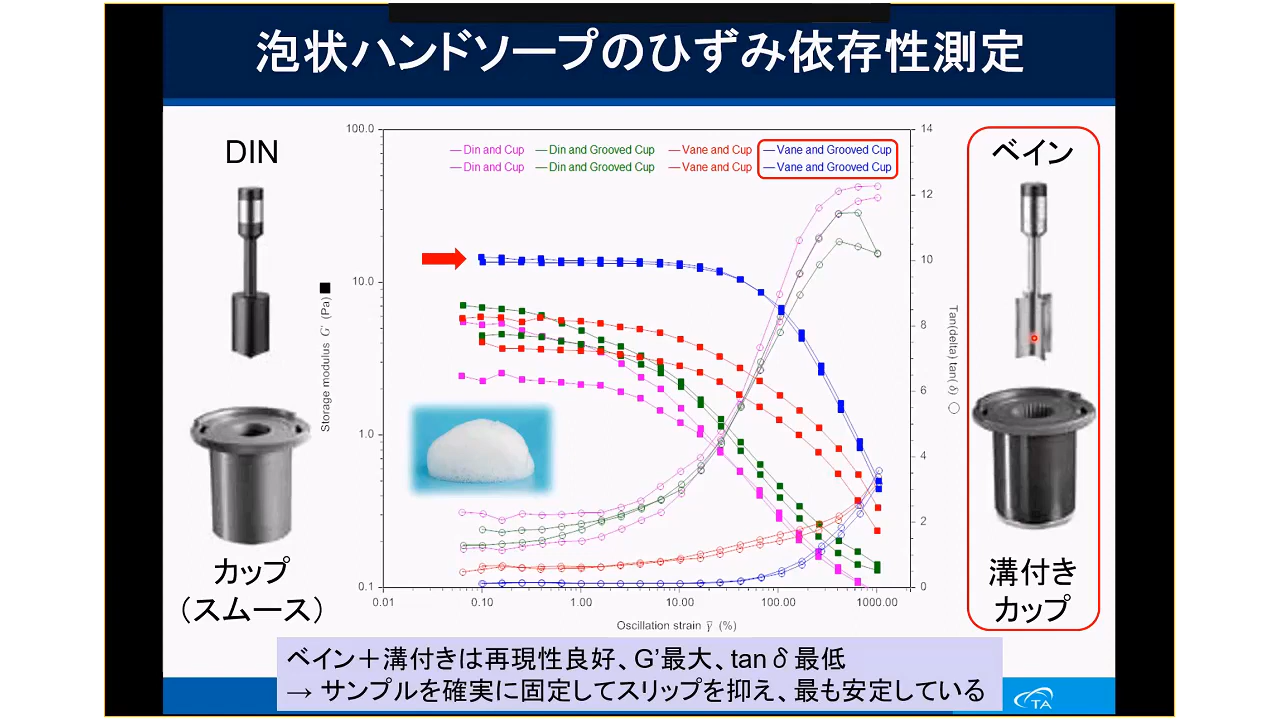 泡状ハンドソープのひずみ依存性測定
DIN
カップ
（スムース）
Din and Cup Din and Grooved Cup Vane and Cup Vane and Grooved Cup
Din and Cup Din and Grooved Cup Vane and Cup Vane and Grooved Cup
100.0
10.0
1.0
0.1
Storage modulus G' (Pa)
14
12
10
8
6
4
2
0
Tan(delta) tan(δ)
0.01 0.10 1.00 10.00 100.00 1000.00
Oscillation strain γ̄ (%)
ベイン
溝付き
カップ
ベイン＋溝付きは再現性良好、G’最大、tanδ最低
→ サンプルを確実に固定してスリップを抑え、最も安定している
TA